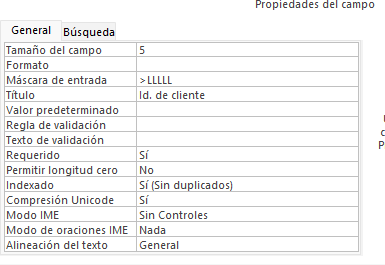 Propiedades del campo
General Búsqueda
Tamaño del campo 5
Formato
Máscara de entrada >LLLLL
Título Id. de cliente
Valor predeterminado
Regla de validación
Texto de validación
Requerido Sí
Permitir longitud cero No
Indexado Sí (Sin duplicados)
Compresión Unicode Sí
Modo IME Sin Controles
Modo de oraciones IME Nada
Alineación del texto General